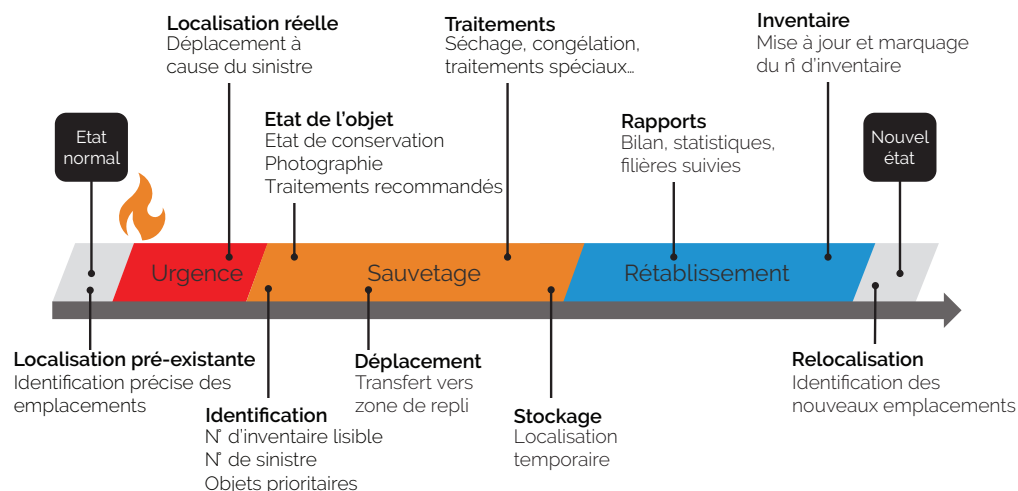 Localisation réelle
Déplacement à
cause du sinistre
Traitements
Séchage, congélation,
traitements spéciaux...
Inventaire
Mise à jour et marquage
du n° d'inventaire
Etat
normal
Etat de l'objet
Etat de conservation
Photographie
Traitements recommandés
Rapports
Bilan, statistiques,
filières suivies
Nouvel
état
Urgence
Sauvetage
Rétablissement
Localisation pré-existante
Identification précise des
emplacements
Identification
N° d'inventaire lisible
N° de sinistre
Objets prioritaires
Déplacement
Transfert vers
zone de repli
Stockage
Localisation
temporaire
Relocalisation
Identification des
nouveaux emplacements